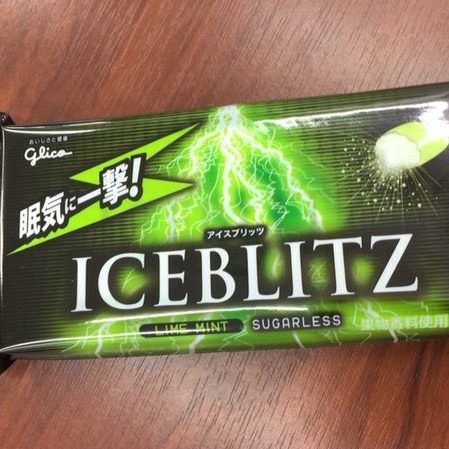 おいしさと健康
glico
眠気に一撃!
アイスブリッツ
ICEBLITZ
LIME MINT SUGARLESS
果物香料使用